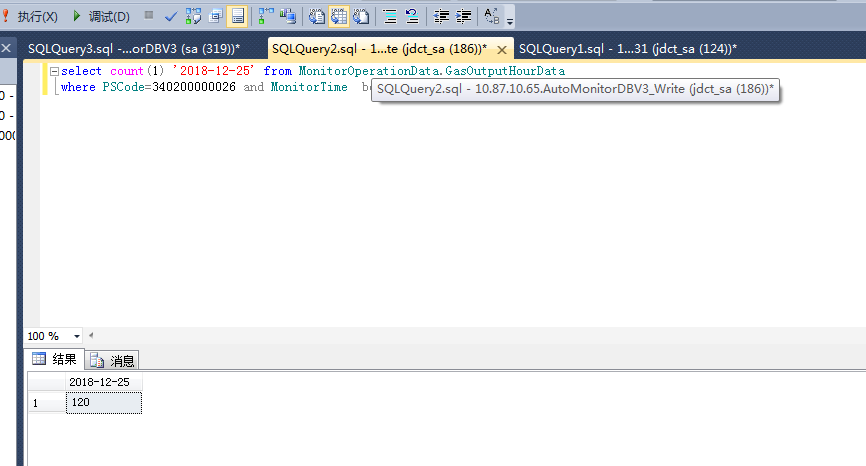 执行(X) 调试(D)
SQLQuery3.sql -...orDBV3 (sa (319))* SQLQuery2.sql - 1...te (jdct_sa (186))* SQLQuery1.sql - 1...31 (jdct_sa (124))*
select count(1) '2018-12-25' from MonitorOperationData.GasOutputHourData
where PSCode=340200000026 and MonitorTime
SQLQuery2.sql - 10.87.10.65.AutoMonitorDBV3_Write (jdct_sa (186))*
100 %
结果 消息
2018-12-25
1 120